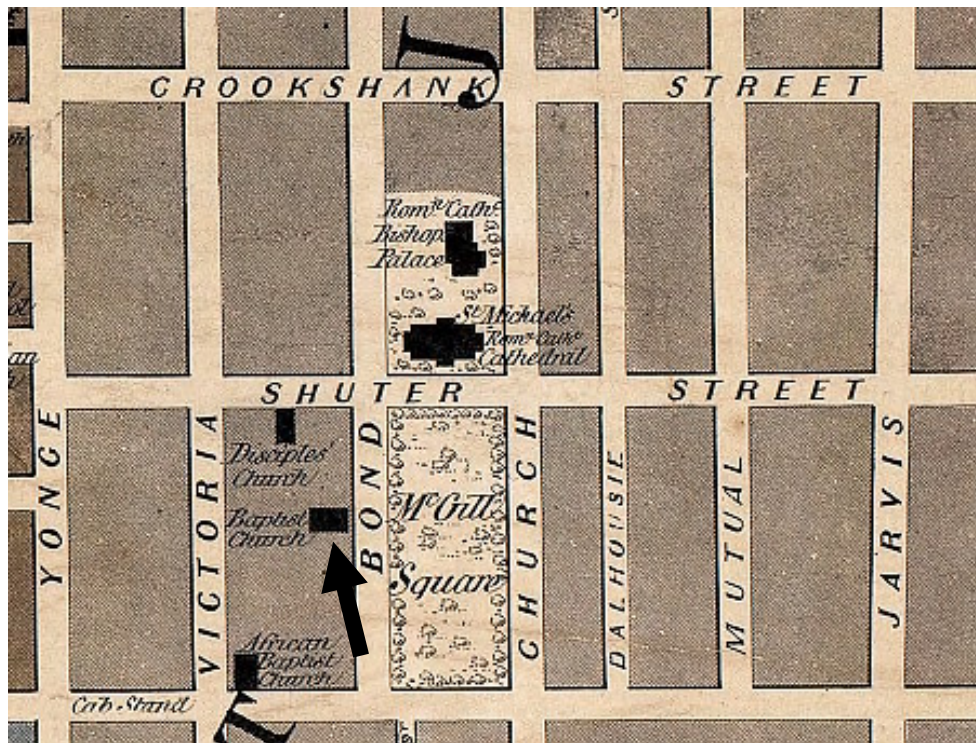 CROOKSHANK STREET
Romn. Cathc.
Bishops
Palace
St. Michael's
Romn. Cathc.
Cathedral
SHUTER STREET
YONGE
VICTORIA
BOND
CHURCH
DALHOUSIE
MUTUAL
JARVIS
Disciples'
Church
Baptist
Church
McGill
Square
African
Baptist
Church
Cab Stand
J
T